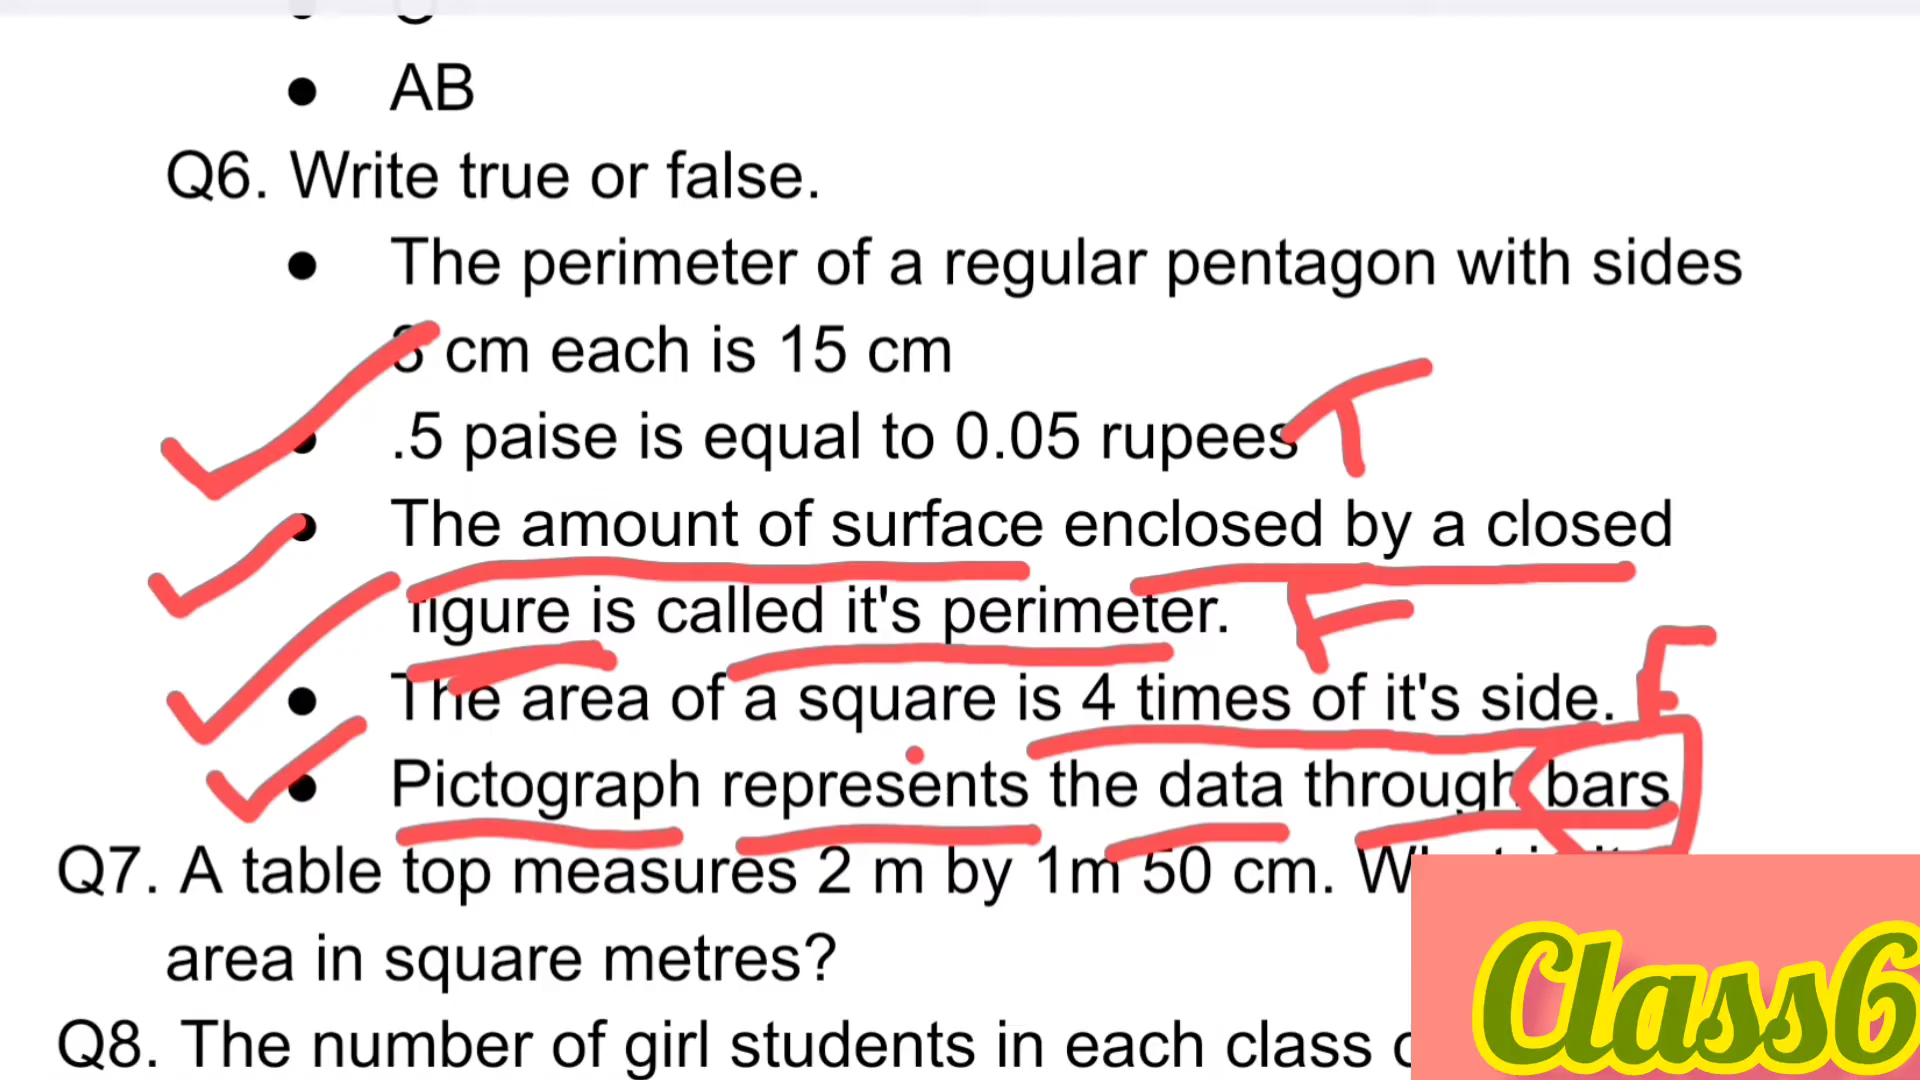 AB
Q6. Write true or false.
The perimeter of a regular pentagon with sides
cm each is 15 cm
.5 paise is equal to 0.05 rupees T
The amount of surface enclosed by a closed
figure is called it's perimeter. F
The area of a square is 4 times of it's side. F
Pictograph represents the data through bars
Q7. A table top measures 2 m by 1m 50 cm.
area in square metres?
Q8. The number of girl students in each class
Class6